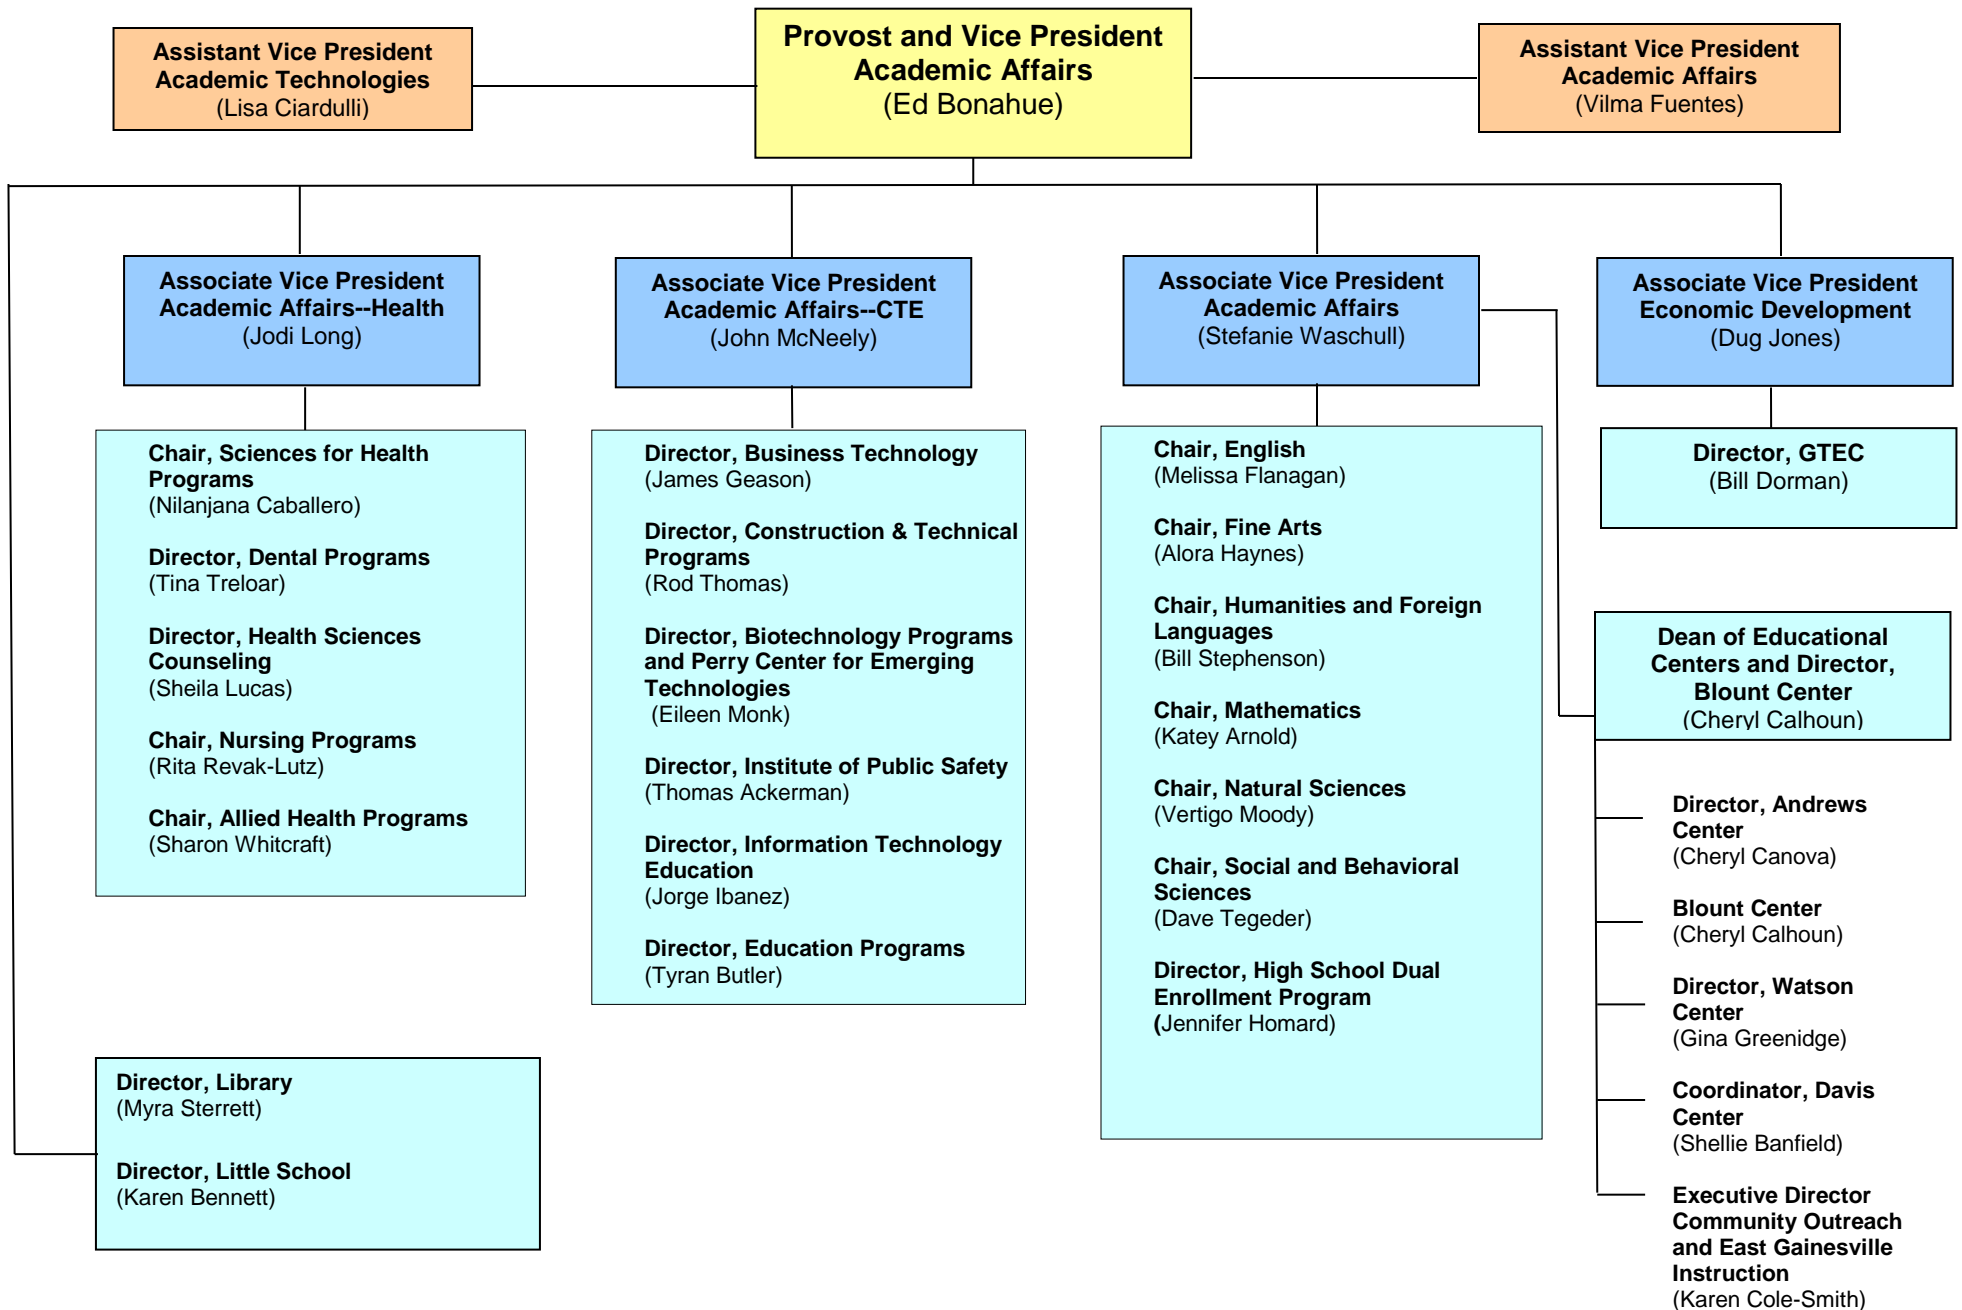 Assistant Vice President
Academic Technologies
(Lisa Ciardulli)
Provost and Vice President
Academic Affairs
(Ed Bonahue)
Assistant Vice President
Academic Affairs
(Vilma Fuentes)
Associate Vice President
Academic Affairs--Health
(Jodi Long)
Associate Vice President
Academic Affairs--CTE
(John McNeely)
Associate Vice President
Academic Affairs
(Stefanie Waschull)
Associate Vice President
Economic Development
(Dug Jones)
Chair, Sciences for Health
Programs
(Nilanjana Caballero)
Director, Dental Programs
(Tina Treloar)
Director, Health Sciences
Counseling
(Sheila Lucas)
Chair, Nursing Programs
(Rita Revak-Lutz)
Chair, Allied Health Programs
(Sharon Whitcraft)
Director, Business Technology
(James Geason)
Director, Construction & Technical
Programs
(Rod Thomas)
Director, Biotechnology Programs
and Perry Center for Emerging
Technologies
(Eileen Monk)
Director, Institute of Public Safety
(Thomas Ackerman)
Director, Information Technology
Education
(Jorge Ibanez)
Director, Education Programs
(Tyran Butler)
Chair, English
(Melissa Flanagan)
Chair, Fine Arts
(Alora Haynes)
Chair, Humanities and Foreign
Languages
(Bill Stephenson)
Chair, Mathematics
(Katey Arnold)
Chair, Natural Sciences
(Vertigo Moody)
Chair, Social and Behavioral
Sciences
(Dave Tegeder)
Director, High School Dual
Enrollment Program
(Jennifer Homard)
Director, GTEC
(Bill Dorman)
Dean of Educational
Centers and Director,
Blount Center
(Cheryl Calhoun)
Director, Andrews
Center
(Cheryl Canova)
Blount Center
(Cheryl Calhoun)
Director, Watson
Center
(Gina Greenidge)
Coordinator, Davis
Center
(Shellie Banfield)
Executive Director
Community Outreach
and East Gainesville
Instruction
(Karen Cole-Smith)
Director, Library
(Myra Sterrett)
Director, Little School
(Karen Bennett)